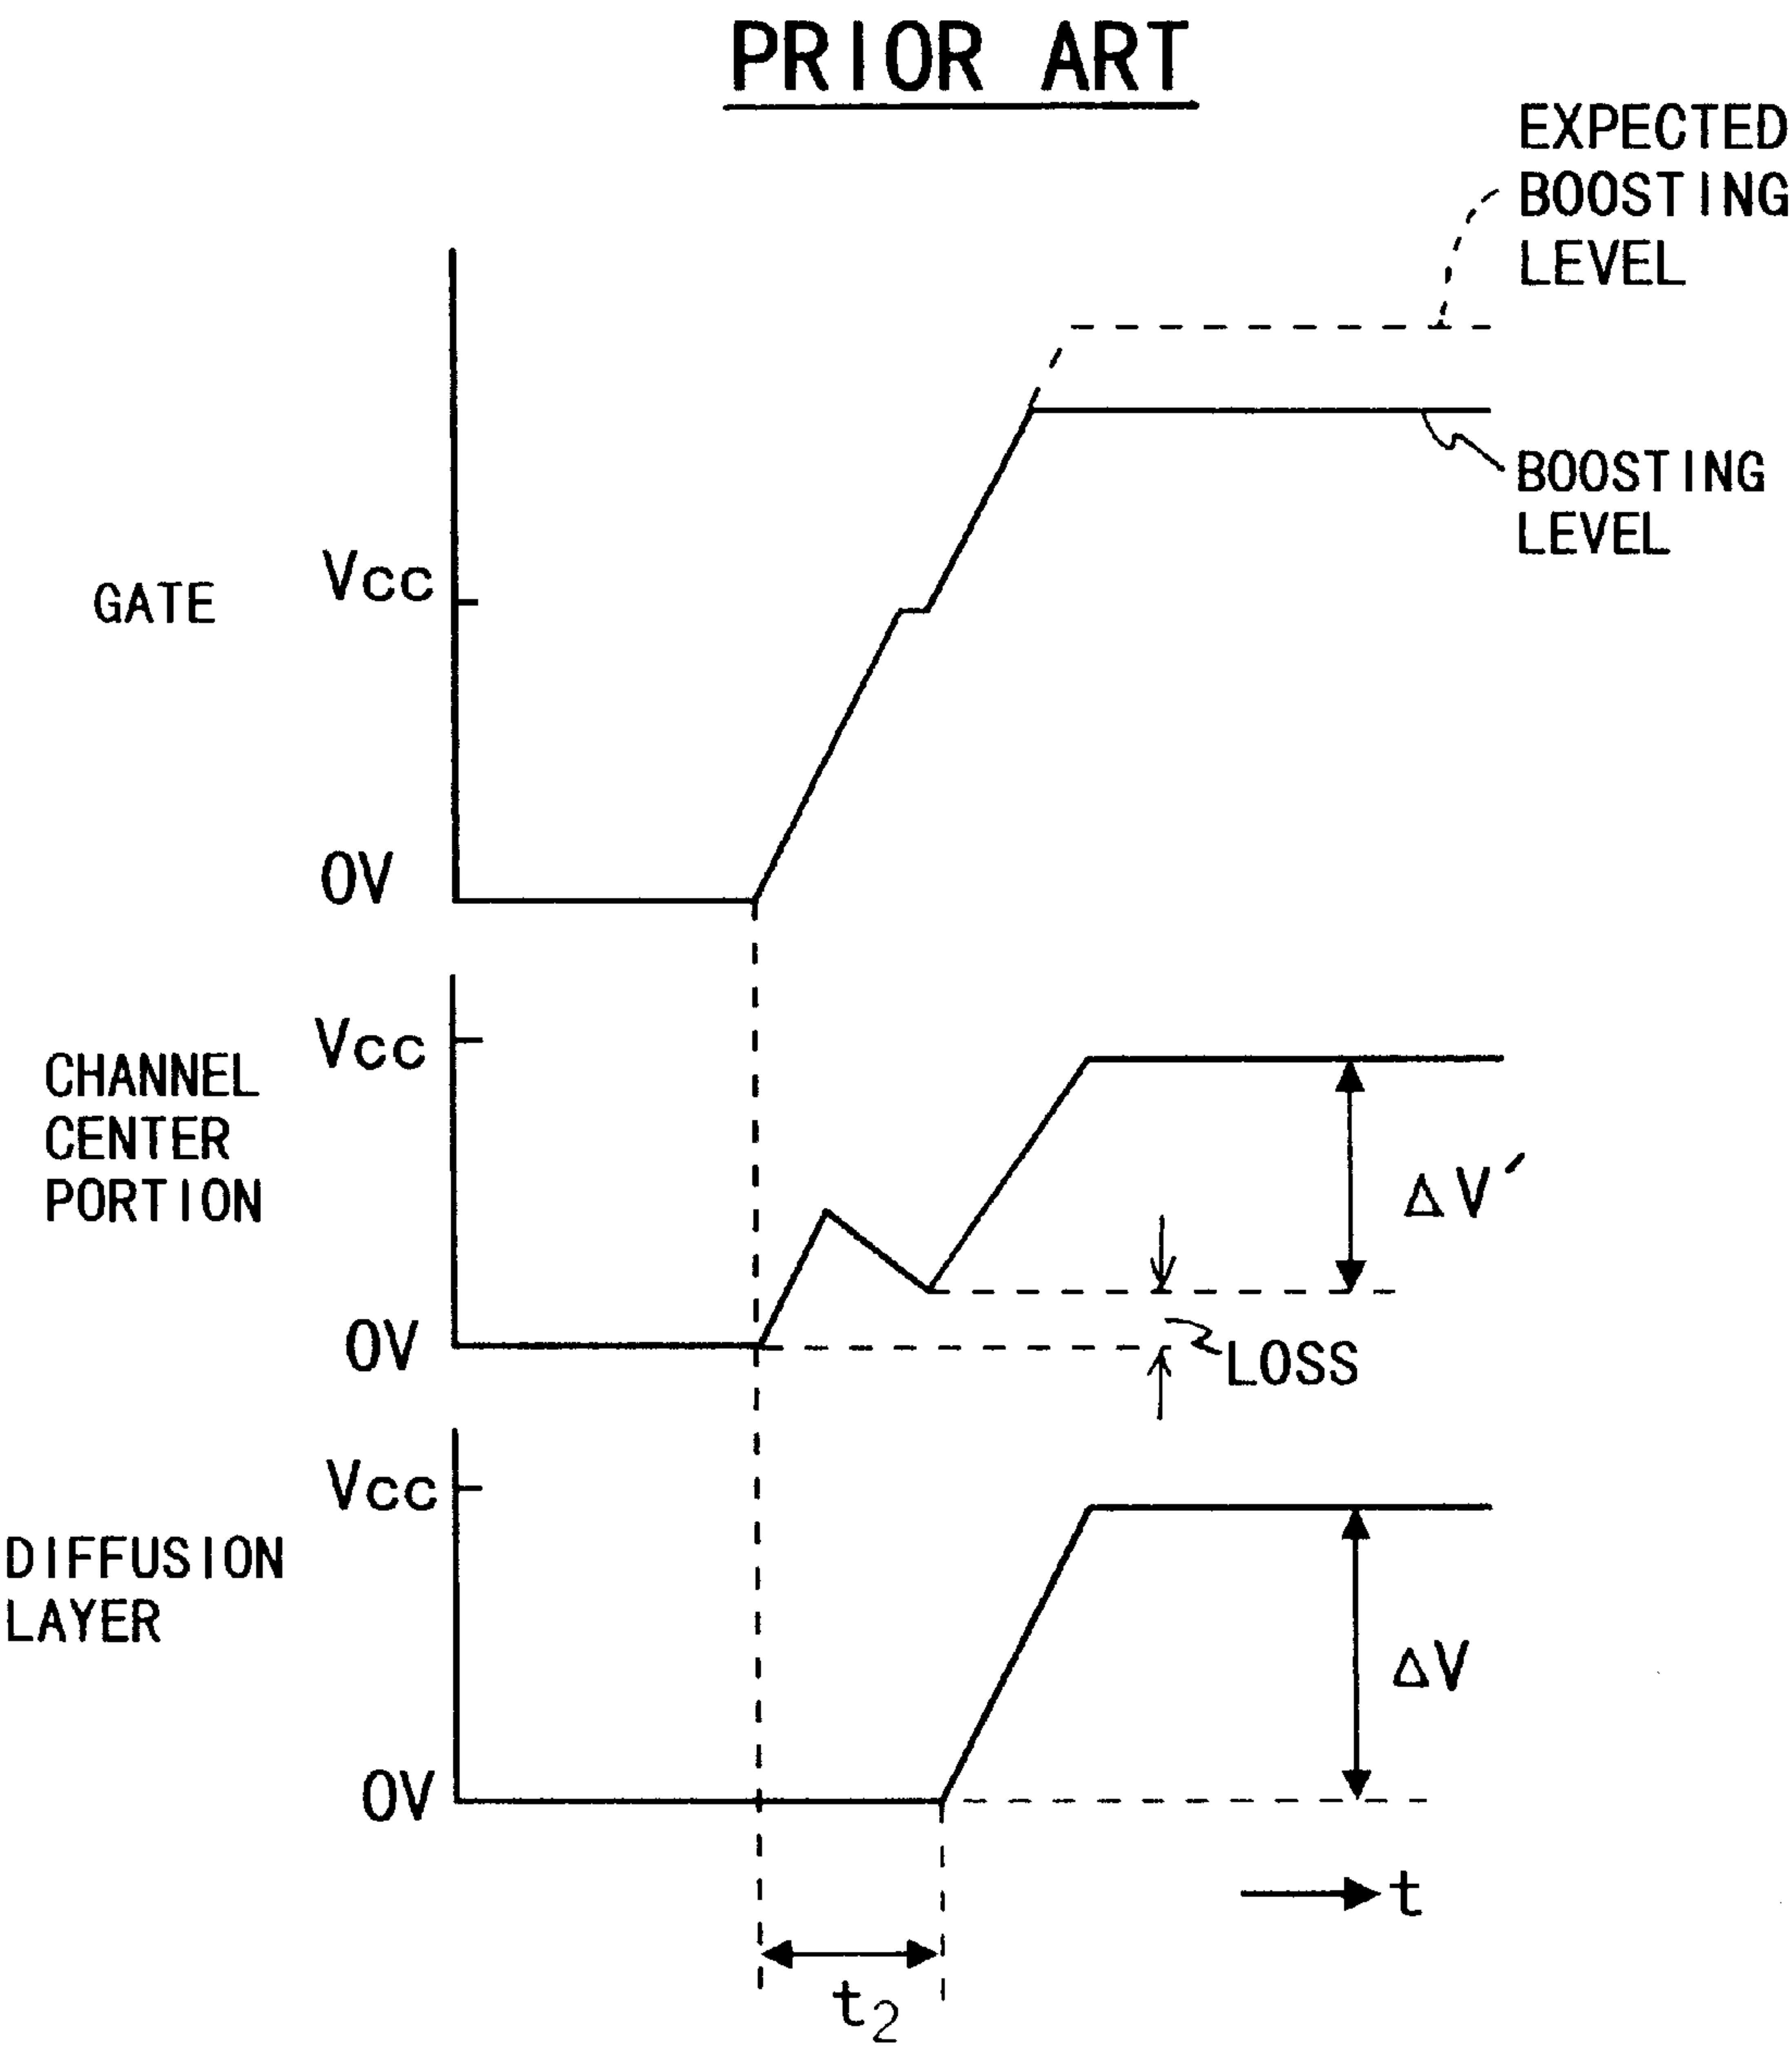 PRIOR ART
EXPECTED
BOOSTING
LEVEL
BOOSTING
LEVEL
GATE
Vcc
0V
CHANNEL
CENTER
PORTION
Vcc
0V
ΔV′
LOSS
DIFFUSION
LAYER
Vcc
0V
ΔV
t
t₂